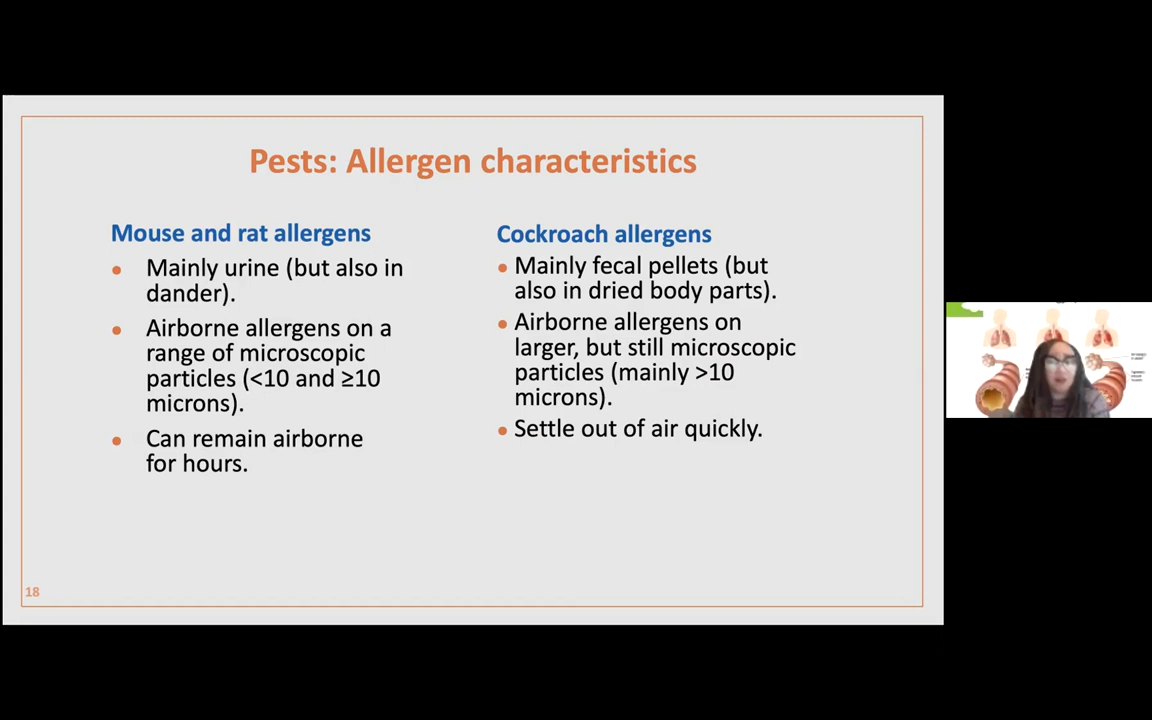 Pests: Allergen characteristics
Mouse and rat allergens
• Mainly urine (but also in
dander).
• Airborne allergens on a
range of microscopic
particles (<10 and ≥10
microns).
• Can remain airborne
for hours.
Cockroach allergens
• Mainly fecal pellets (but
also in dried body parts).
• Airborne allergens on
larger, but still microscopic
particles (mainly >10
microns).
• Settle out of air quickly.
18